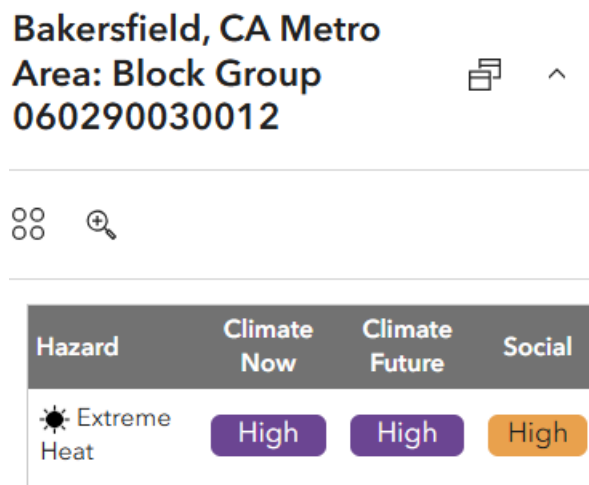 Bakersfield, CA Metro
Area: Block Group
060290030012
Hazard Climate Now Climate Future Social
Extreme Heat High High High